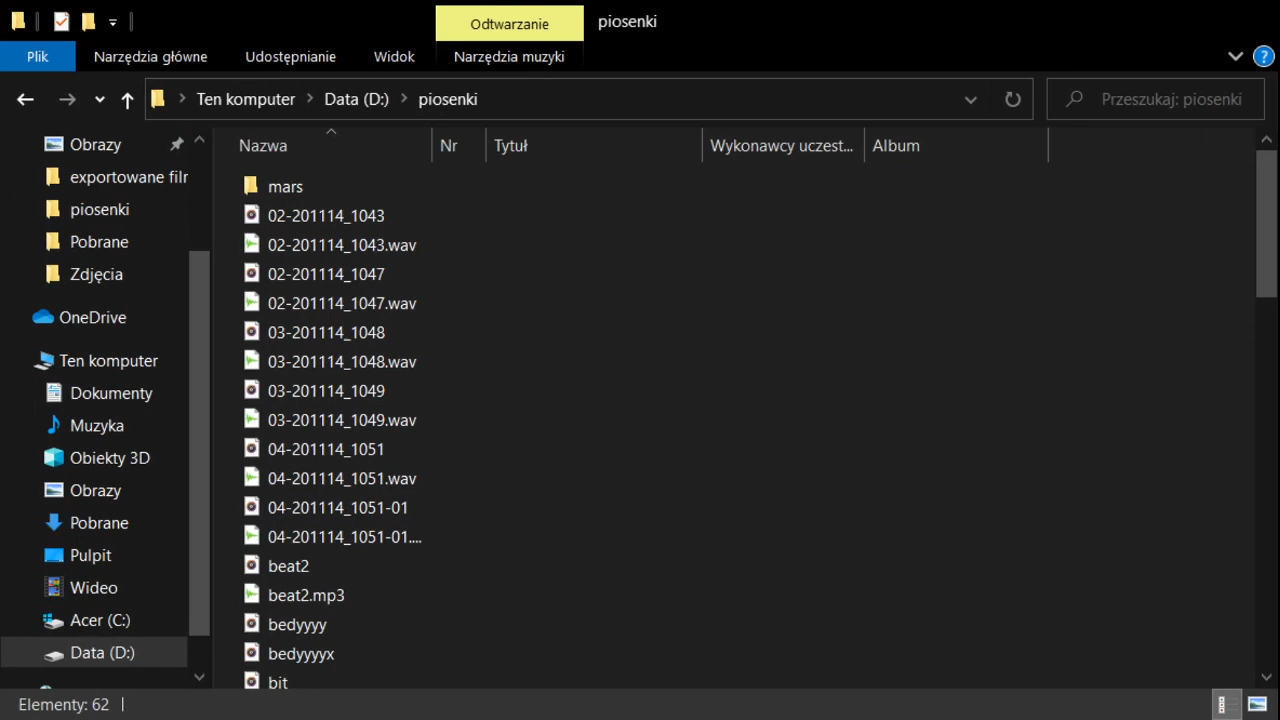 Odtwarzanie
piosenki
Plik
Narzędzia główne
Udostępnianie
Widok
Narzędzia muzyki
?
Ten komputer
Data (D:)
piosenki
Przeszukaj: piosenki
Obrazy
exportowane filr
piosenki
Pobrane
Zdjęcia
OneDrive
Ten komputer
Dokumenty
Muzyka
Obiekty 3D
Obrazy
Pobrane
Pulpit
Wideo
Acer (C:)
Data (D:)
Nazwa
Nr
Tytuł
Wykonawcy uczest...
Album
mars
02-201114_1043
02-201114_1043.wav
02-201114_1047
02-201114_1047.wav
03-201114_1048
03-201114_1048.wav
03-201114_1049
03-201114_1049.wav
04-201114_1051
04-201114_1051.wav
04-201114_1051-01
04-201114_1051-01....
beat2
beat2.mp3
bedyyyy
bedyyyyx
bit
Elementy: 62